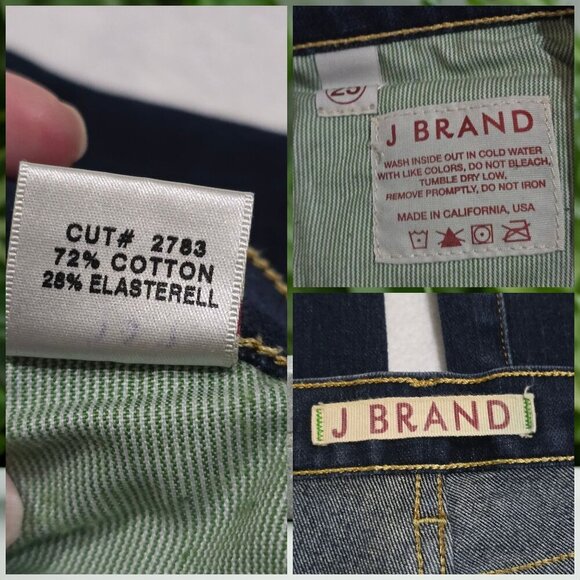 CUT# 2783
72% COTTON
28% ELASTERELL
J BRAND
WASH INSIDE OUT IN COLD WATER
WITH LIKE COLORS, DO NOT BLEACH,
TUMBLE DRY LOW,
REMOVE PROMPTLY, DO NOT IRON
MADE IN CALIFORNIA, USA
J BRAND